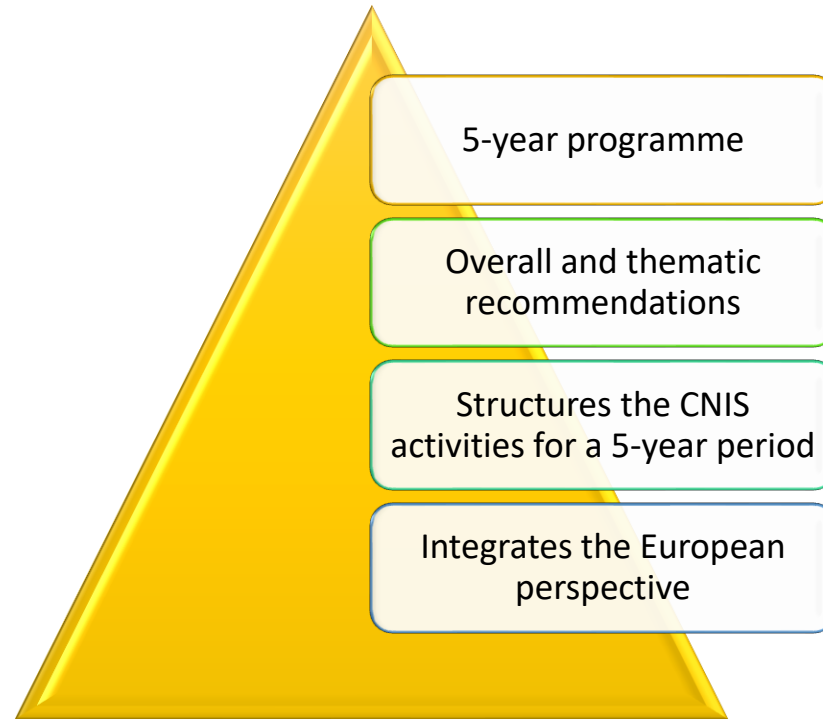 5-year programme
Overall and thematic
recommendations
Structures the CNIS
activities for a 5-year period
Integrates the European
perspective